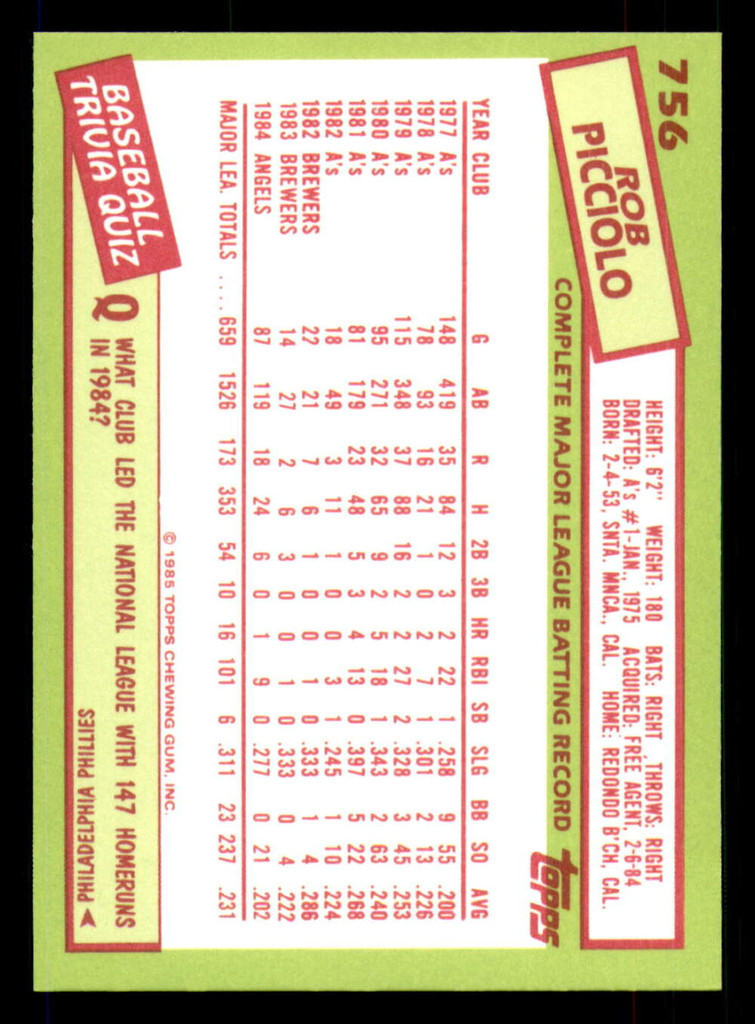 756
ROB
PICCIOLO
HEIGHT: 6'2" WEIGHT: 180 BATS: RIGHT THROWS: RIGHT
DRAFTED: A's #1-JAN., 1975 ACQUIRED: FREE AGENT, 2-6-84
BORN: 2-4-53, SNTA. MNCA., CAL. HOME: REDONDO B'CH, CAL.
COMPLETE MAJOR LEAGUE BATTING RECORD
topps
YEAR CLUB G AB R H 2B 3B HR RBI SB SLG BB SO AVG
1977 A's 148 419 35 84 12 3 2 22 1 .258 9 55 .200
1978 A's 78 93 16 21 1 0 2 7 1 .301 2 13 .226
1979 A's 115 348 37 88 16 2 2 27 2 .328 3 45 .253
1980 A's 95 271 32 65 9 2 5 18 1 .343 2 63 .240
1981 A's 81 179 23 48 5 3 4 13 0 .397 5 22 .268
1982 A's 18 49 3 11 1 0 0 3 1 .245 1 10 .224
1982 BREWERS 22 21 7 6 1 0 0 1 0 .333 1 4 .286
1983 BREWERS 14 27 2 6 3 0 0 1 0 .333 0 4 .222
1984 ANGELS 87 119 18 24 6 0 1 9 0 .277 0 21 .202
MAJOR LEA. TOTALS .... 659 1526 173 353 54 10 16 101 6 .311 23 237 .231
© 1985 TOPPS CHEWING GUM, INC.
BASEBALL
TRIVIA QUIZ
Q WHAT CLUB LED THE NATIONAL LEAGUE WITH 147 HOMERUNS
IN 1984?
PHILADELPHIA PHILLIES